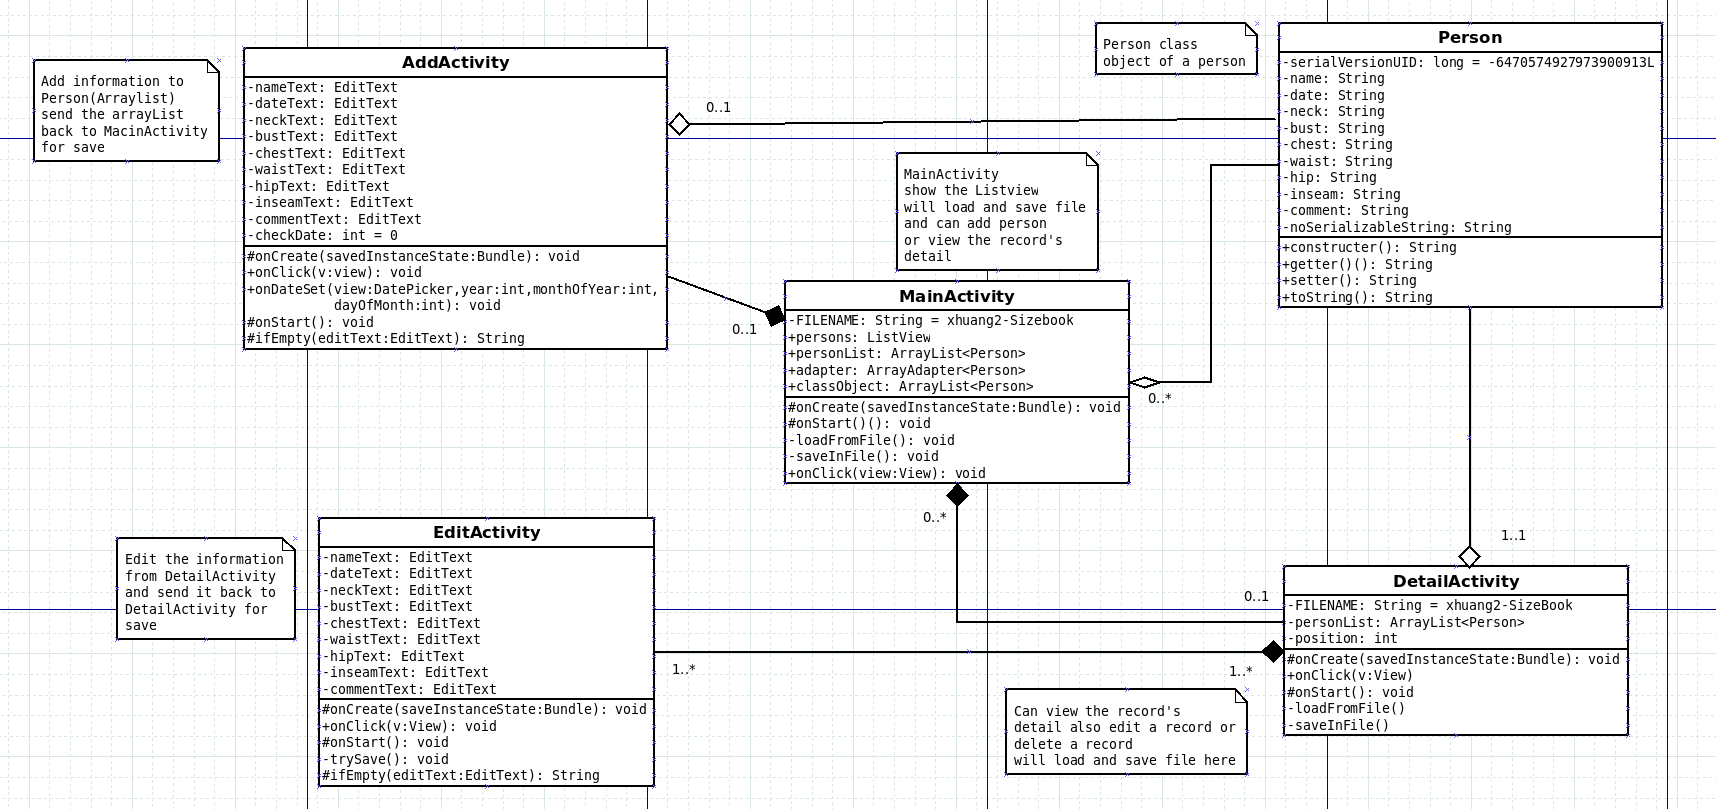 Add information to
Person(Arraylist)
send the arrayList
back to MacinActivity
for save
AddActivity
-nameText: EditText
-dateText: EditText
-neckText: EditText
-bustText: EditText
-chestText: EditText
-waistText: EditText
-hipText: EditText
-inseamText: EditText
-commentText: EditText
-checkDate: int = 0
#onCreate(savedInstanceState:Bundle): void
+onClick(v:view): void
+onDateSet(view:DatePicker,year:int,monthOfYear:int,
dayOfMonth:int): void
#onStart(): void
#ifEmpty(editText:EditText): String
0..1
0..1
Person class
object of a person
Person
-serialVersionUID: long = -6470574927973900913L
-name: String
-date: String
-neck: String
-bust: String
-chest: String
-waist: String
-hip: String
-inseam: String
-comment: String
-noSerializableString: String
+constructer(): String
+getter()(): String
+setter(): String
+toString(): String
MainActivity
show the Listview
will load and save file
and can add person
or view the record's
detail
MainActivity
-FILENAME: String = xhuang2-Sizebook
+persons: ListView
+personList: ArrayList<Person>
+adapter: ArrayAdapter<Person>
+classObject: ArrayList<Person>
#onCreate(savedInstanceState:Bundle): void
#onStart()(): void
-loadFromFile(): void
-saveInFile(): void
+onClick(view:View): void
0..*
0..*
1..1
0..1
Edit the information
from DetailActivity
and send it back to
DetailActivity for
save
EditActivity
-nameText: EditText
-dateText: EditText
-neckText: EditText
-bustText: EditText
-chestText: EditText
-waistText: EditText
-hipText: EditText
-inseamText: EditText
-commentText: EditText
#onCreate(saveInstanceState:Bundle): void
+onClick(v:View): void
#onStart(): void
-trySave(): void
#ifEmpty(editText:EditText): String
1..*
1..*
DetailActivity
-FILENAME: String = xhuang2-SizeBook
-personList: ArrayList<Person>
-position: int
#onCreate(savedInstanceState:Bundle): void
+onClick(v:View)
#onStart(): void
-loadFromFile()
-saveInFile()
Can view the record's
detail also edit a record or
delete a record
will load and save file here